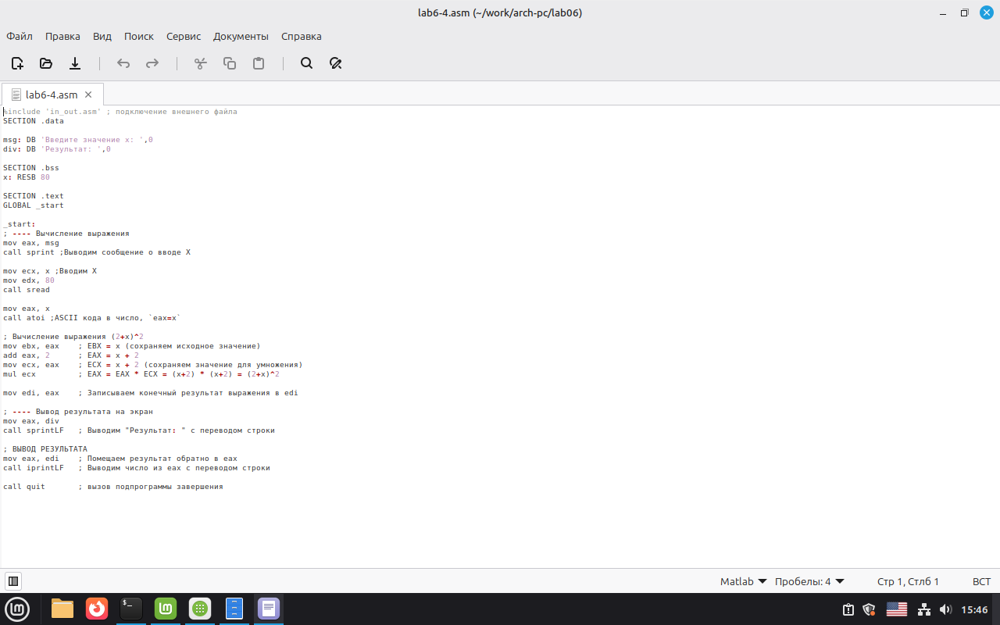 lab6-4.asm (~/work/arch-pc/lab06)
Файл Правка Вид Поиск Сервис Документы Справка
lab6-4.asm
%include 'in_out.asm' ; подключение внешнего файла
SECTION .data
msg: DB 'Введите значение x: ',0
div: DB 'Результат: ',0
SECTION .bss
x: RESB 80
SECTION .text
GLOBAL _start
_start:
; ---- Вычисление выражения
mov eax, msg
call sprint ;Выводим сообщение о вводе X
mov ecx, x ;Вводим X
mov edx, 80
call sread
mov eax, x
call atoi ;ASCII кода в число, `eax=x`
; Вычисление выражения (2+x)^2
mov ebx, eax    ; EBX = x (сохраняем исходное значение)
add eax, 2      ; EAX = x + 2
mov ecx, eax    ; ECX = x + 2 (сохраняем значение для умножения)
mul ecx         ; EAX = EAX * ECX = (x+2) * (x+2) = (2+x)^2
mov edi, eax    ; Записываем конечный результат выражения в edi
; ---- Вывод результата на экран
mov eax, div
call sprintLF   ; Выводим "Результат: " с переводом строки
; ВЫВОД РЕЗУЛЬТАТА
mov eax, edi    ; Помещаем результат обратно в eax
call iprintLF   ; Выводим число из eax с переводом строки
call quit       ; вызов подпрограммы завершения
Matlab Пробелы: 4 Стр 1, Стлб 1 ВСТ
15:46